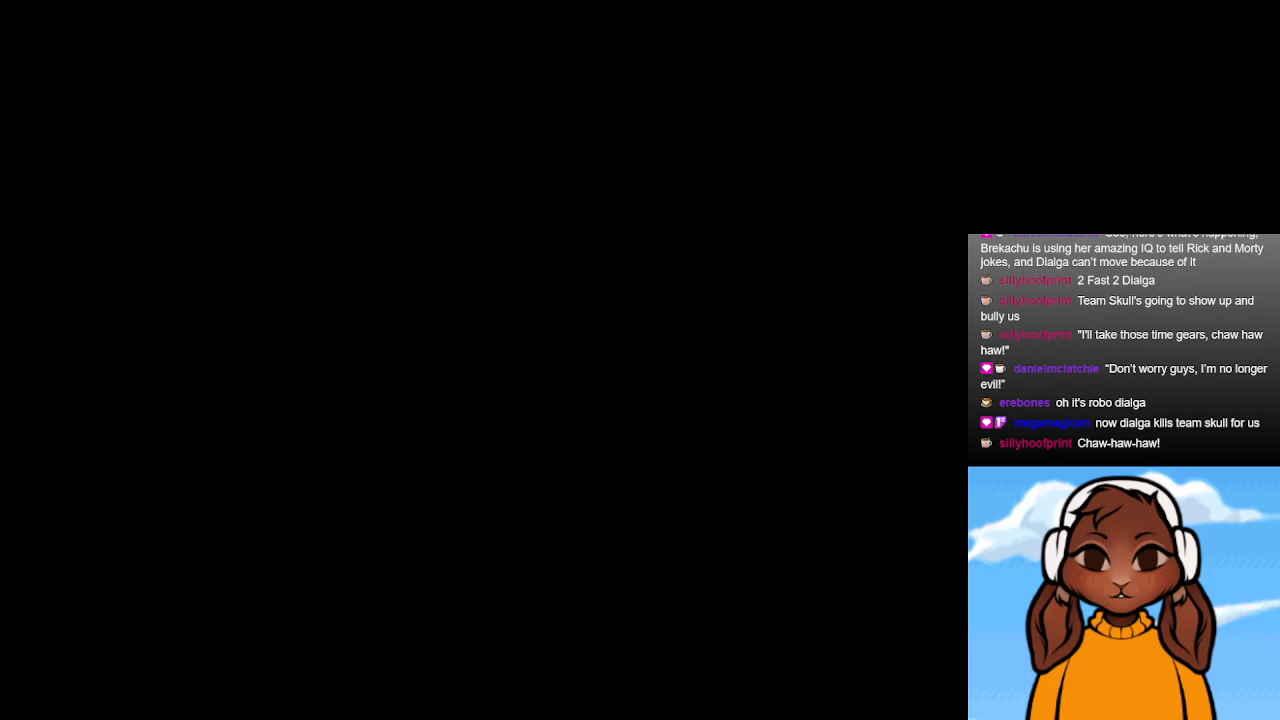 Brekachu is using her amazing IQ to tell Rick and Morty
jokes, and Dialga can't move because of it
sillyhoofprint 2 Fast 2 Dialga
sillyhoofprint Team Skull's going to show up and
bully us
sillyhoofprint "I'll take those time gears, chaw haw
haw!"
danielmclatchie “Don’t worry guys, I’m no longer
evil!”
erebones oh it's robo dialga
megamagican now dialga kills team skull for us
sillyhoofprint Chaw-haw-haw!